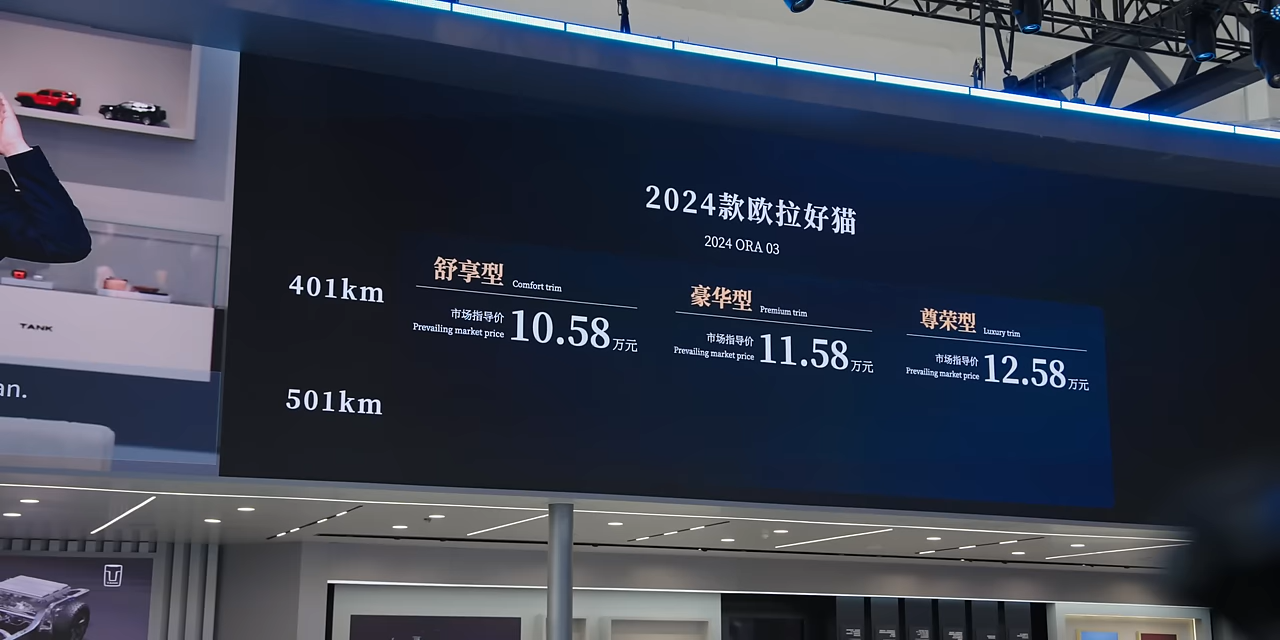 2024款欧拉好猫
2024 ORA 03
401km
舒享型 Comfort trim
市场指导价
Prevailing market price
10.58万元
豪华型 Premium trim
市场指导价
Prevailing market price
11.58万元
尊荣型 Luxury trim
市场指导价
Prevailing market price
12.58万元
501km
TANK
an.